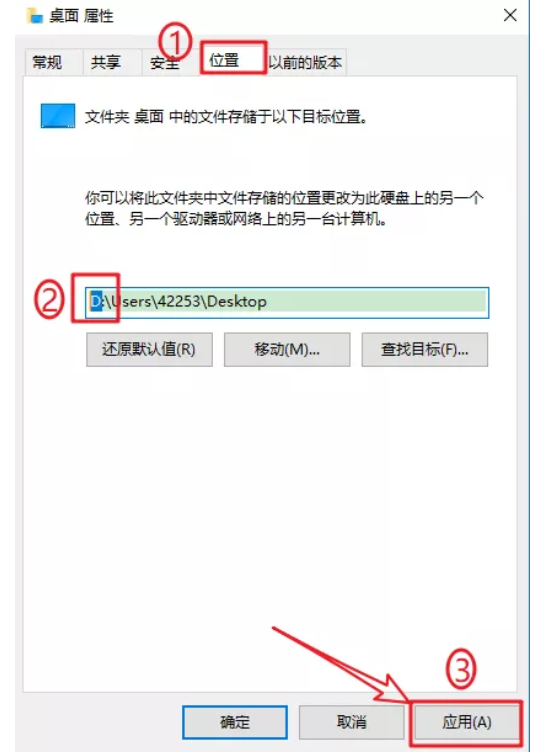 桌面 属性
①
常规 共享 安全 位置 以前的版本
文件夹 桌面 中的文件存储于以下目标位置。
你可以将此文件夹中文件存储的位置更改为此硬盘上的另一个
位置、另一个驱动器或网络上的另一台计算机。
② D:\Users\42253\Desktop
还原默认值(R) 移动(M)... 查找目标(F)...
③
确定 取消 应用(A)